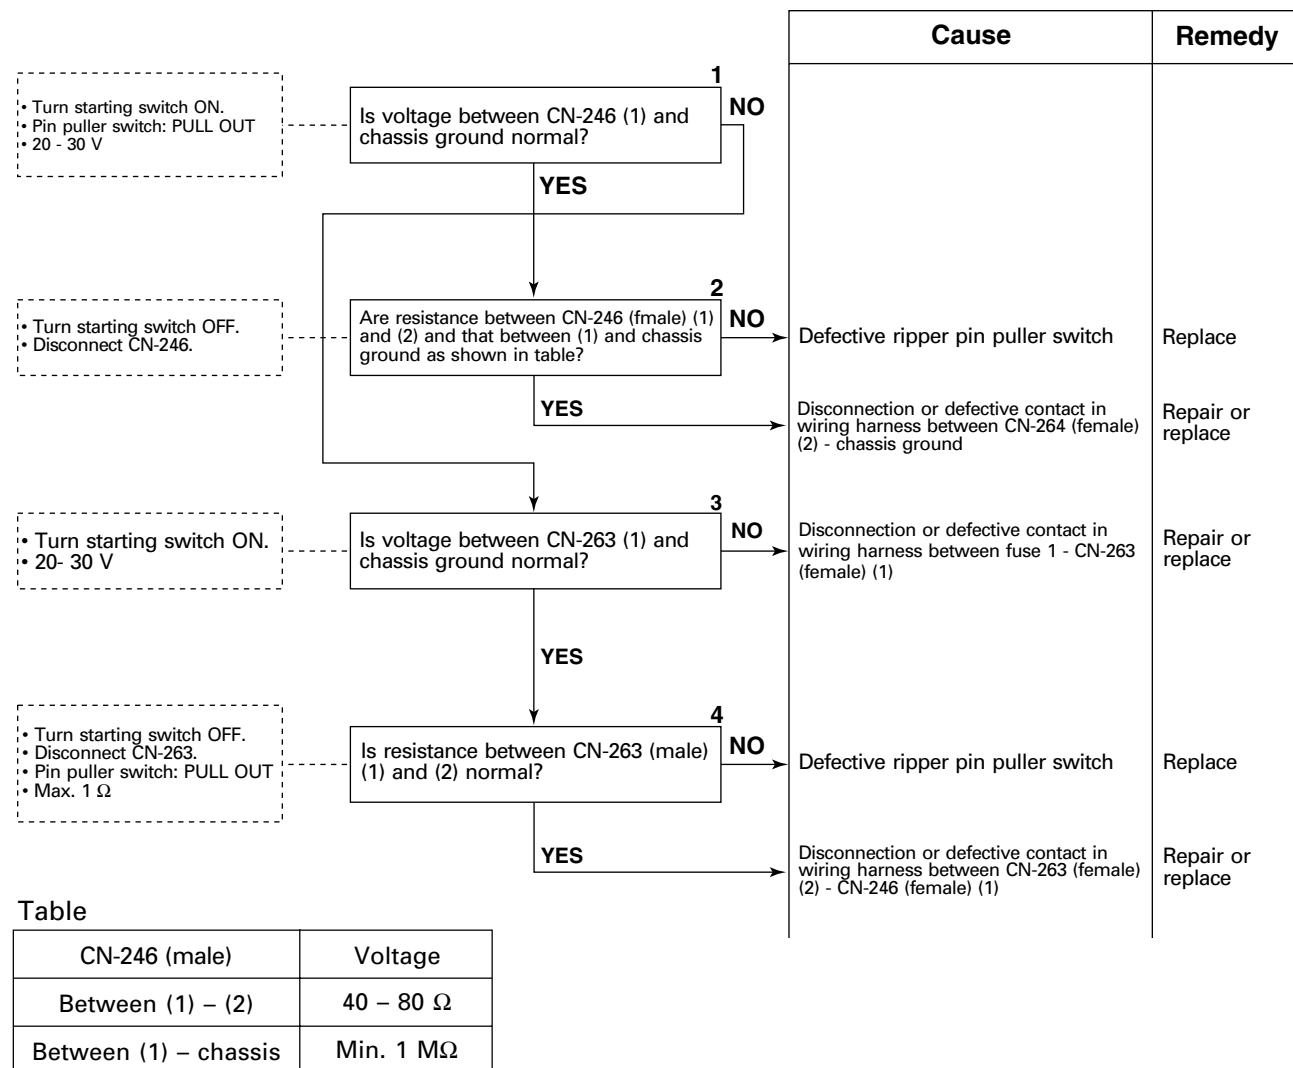 Cause
Remedy
• Turn starting switch ON.
• Pin puller switch: PULL OUT
• 20 - 30 V
1
Is voltage between CN-246 (1) and
chassis ground normal?
NO
YES
• Turn starting switch OFF.
• Disconnect CN-246.
2
Are resistance between CN-246 (fmale) (1)
and (2) and that between (1) and chassis
ground as shown in table?
NO
Defective ripper pin puller switch
Replace
YES
Disconnection or defective contact in
wiring harness between CN-264 (female)
(2) - chassis ground
Repair or
replace
• Turn starting switch ON.
• 20- 30 V
3
Is voltage between CN-263 (1) and
chassis ground normal?
NO
Disconnection or defective contact in
wiring harness between fuse 1 - CN-263
(female) (1)
Repair or
replace
YES
• Turn starting switch OFF.
• Disconnect CN-263.
• Pin puller switch: PULL OUT
• Max. 1 Ω
4
Is resistance between CN-263 (male)
(1) and (2) normal?
NO
Defective ripper pin puller switch
Replace
YES
Disconnection or defective contact in
wiring harness between CN-263 (female)
(2) - CN-246 (female) (1)
Repair or
replace
Table
CN-246 (male)
Voltage
Between (1) – (2)
40 – 80 Ω
Between (1) – chassis
Min. 1 MΩ